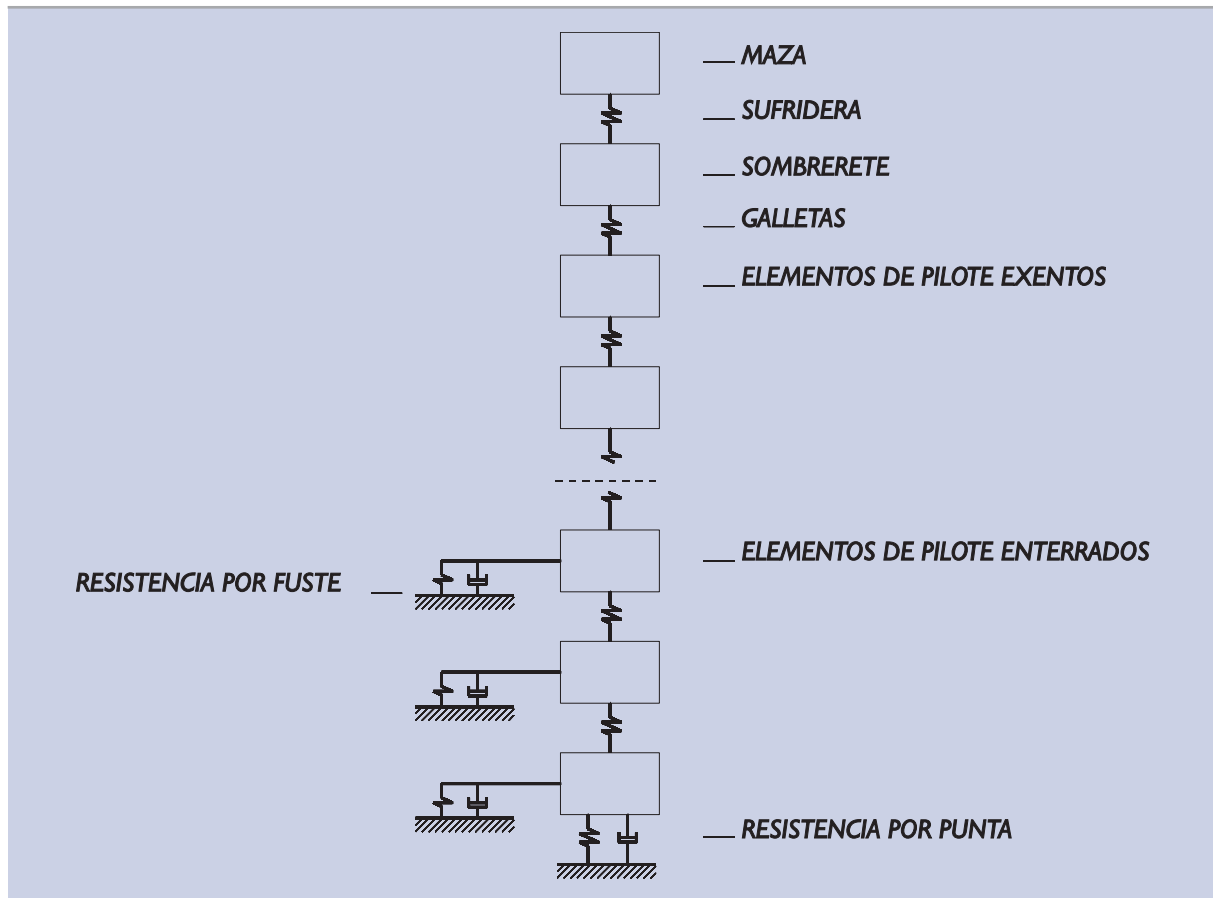 MAZA
SUFRIDERA
SOMBRERETE
GALLETAS
ELEMENTOS DE PILOTE EXENTOS
ELEMENTOS DE PILOTE ENTERRADOS
RESISTENCIA POR FUSTE
RESISTENCIA POR PUNTA